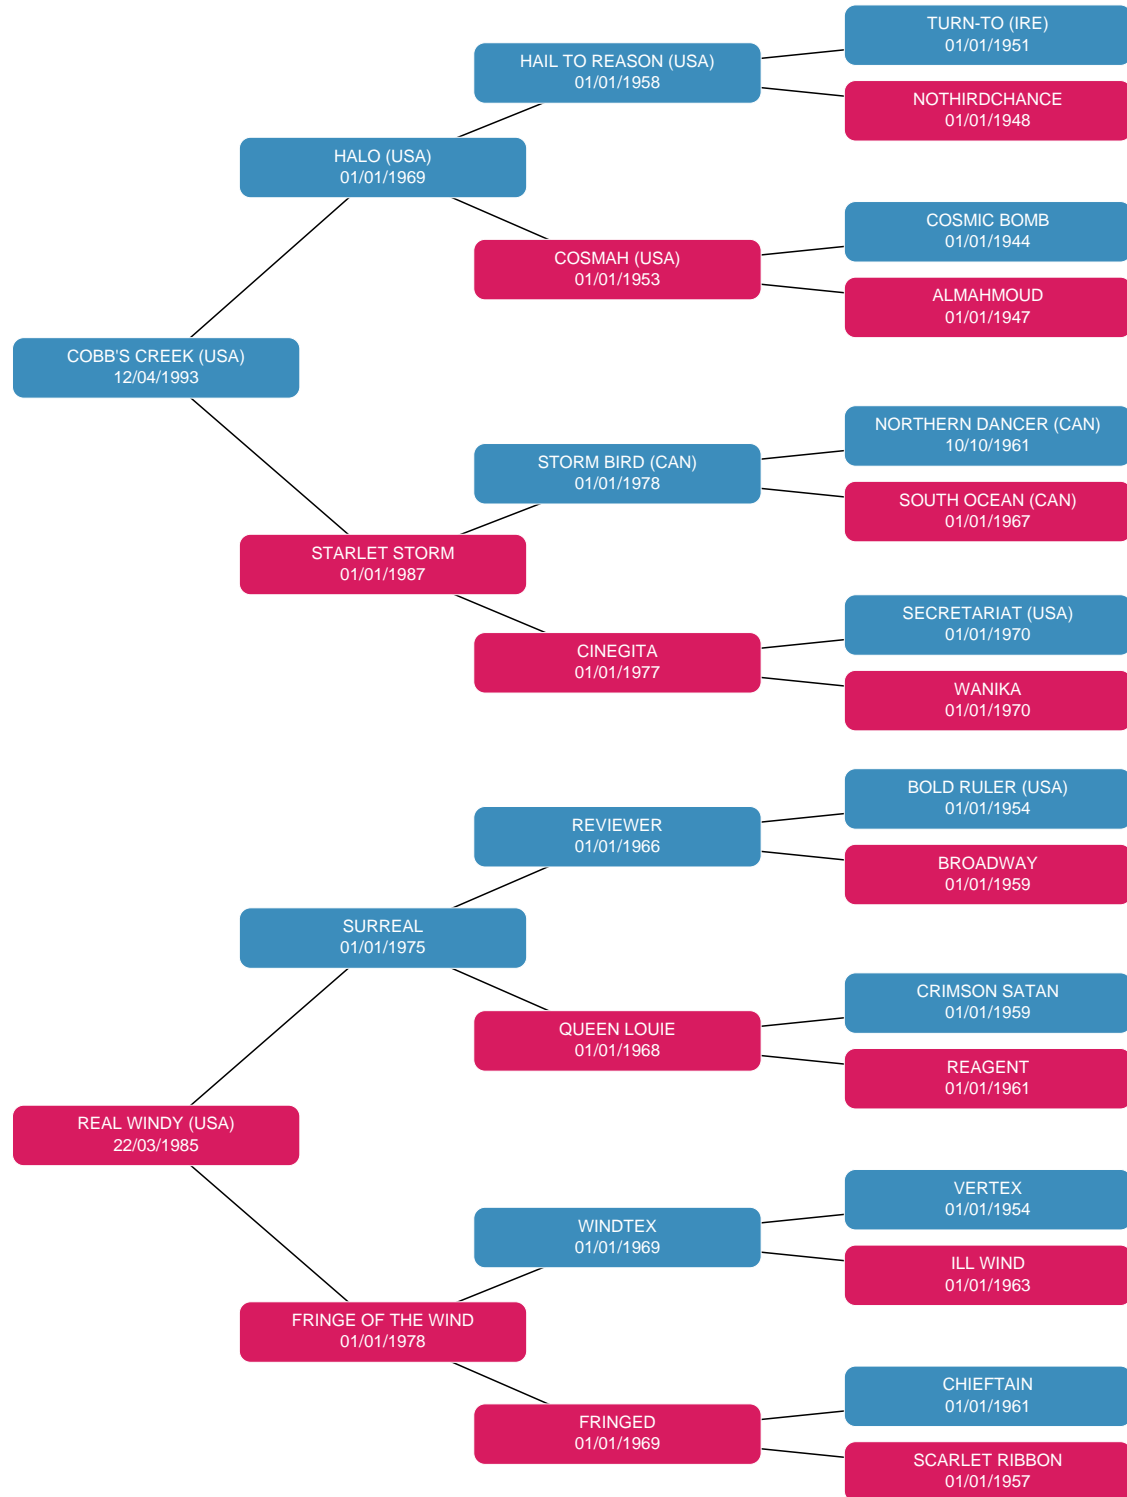 TURN-TO (IRE)
01/01/1951
HAIL TO REASON (USA)
01/01/1958
NOTHIRDCHANCE
01/01/1948
HALO (USA)
01/01/1969
COSMIC BOMB
01/01/1944
COSMAH (USA)
01/01/1953
ALMAHMOUD
01/01/1947
COBB'S CREEK (USA)
12/04/1993
NORTHERN DANCER (CAN)
10/10/1961
STORM BIRD (CAN)
01/01/1978
SOUTH OCEAN (CAN)
01/01/1967
STARLET STORM
01/01/1987
SECRETARIAT (USA)
01/01/1970
CINEGITA
01/01/1977
WANIKA
01/01/1970
BOLD RULER (USA)
01/01/1954
REVIEWER
01/01/1966
BROADWAY
01/01/1959
SURREAL
01/01/1975
CRIMSON SATAN
01/01/1959
QUEEN LOUIE
01/01/1968
REAGENT
01/01/1961
REAL WINDY (USA)
22/03/1985
VERTEX
01/01/1954
WINDTEX
01/01/1969
ILL WIND
01/01/1963
FRINGE OF THE WIND
01/01/1978
CHIEFTAIN
01/01/1961
FRINGED
01/01/1969
SCARLET RIBBON
01/01/1957